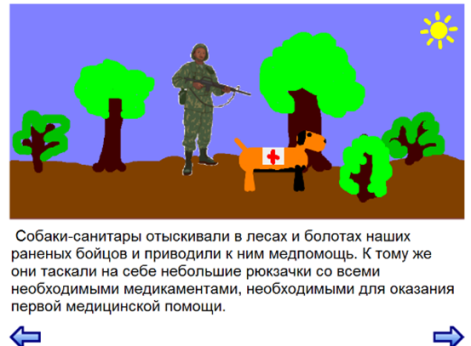 Собаки-санитары отыскивали в лесах и болотах наших
раненых бойцов и приводили к ним медпомощь. К тому же
они таскали на себе небольшие рюкзачки со всеми
необходимыми медикаментами, необходимыми для оказания
первой медицинской помощи.